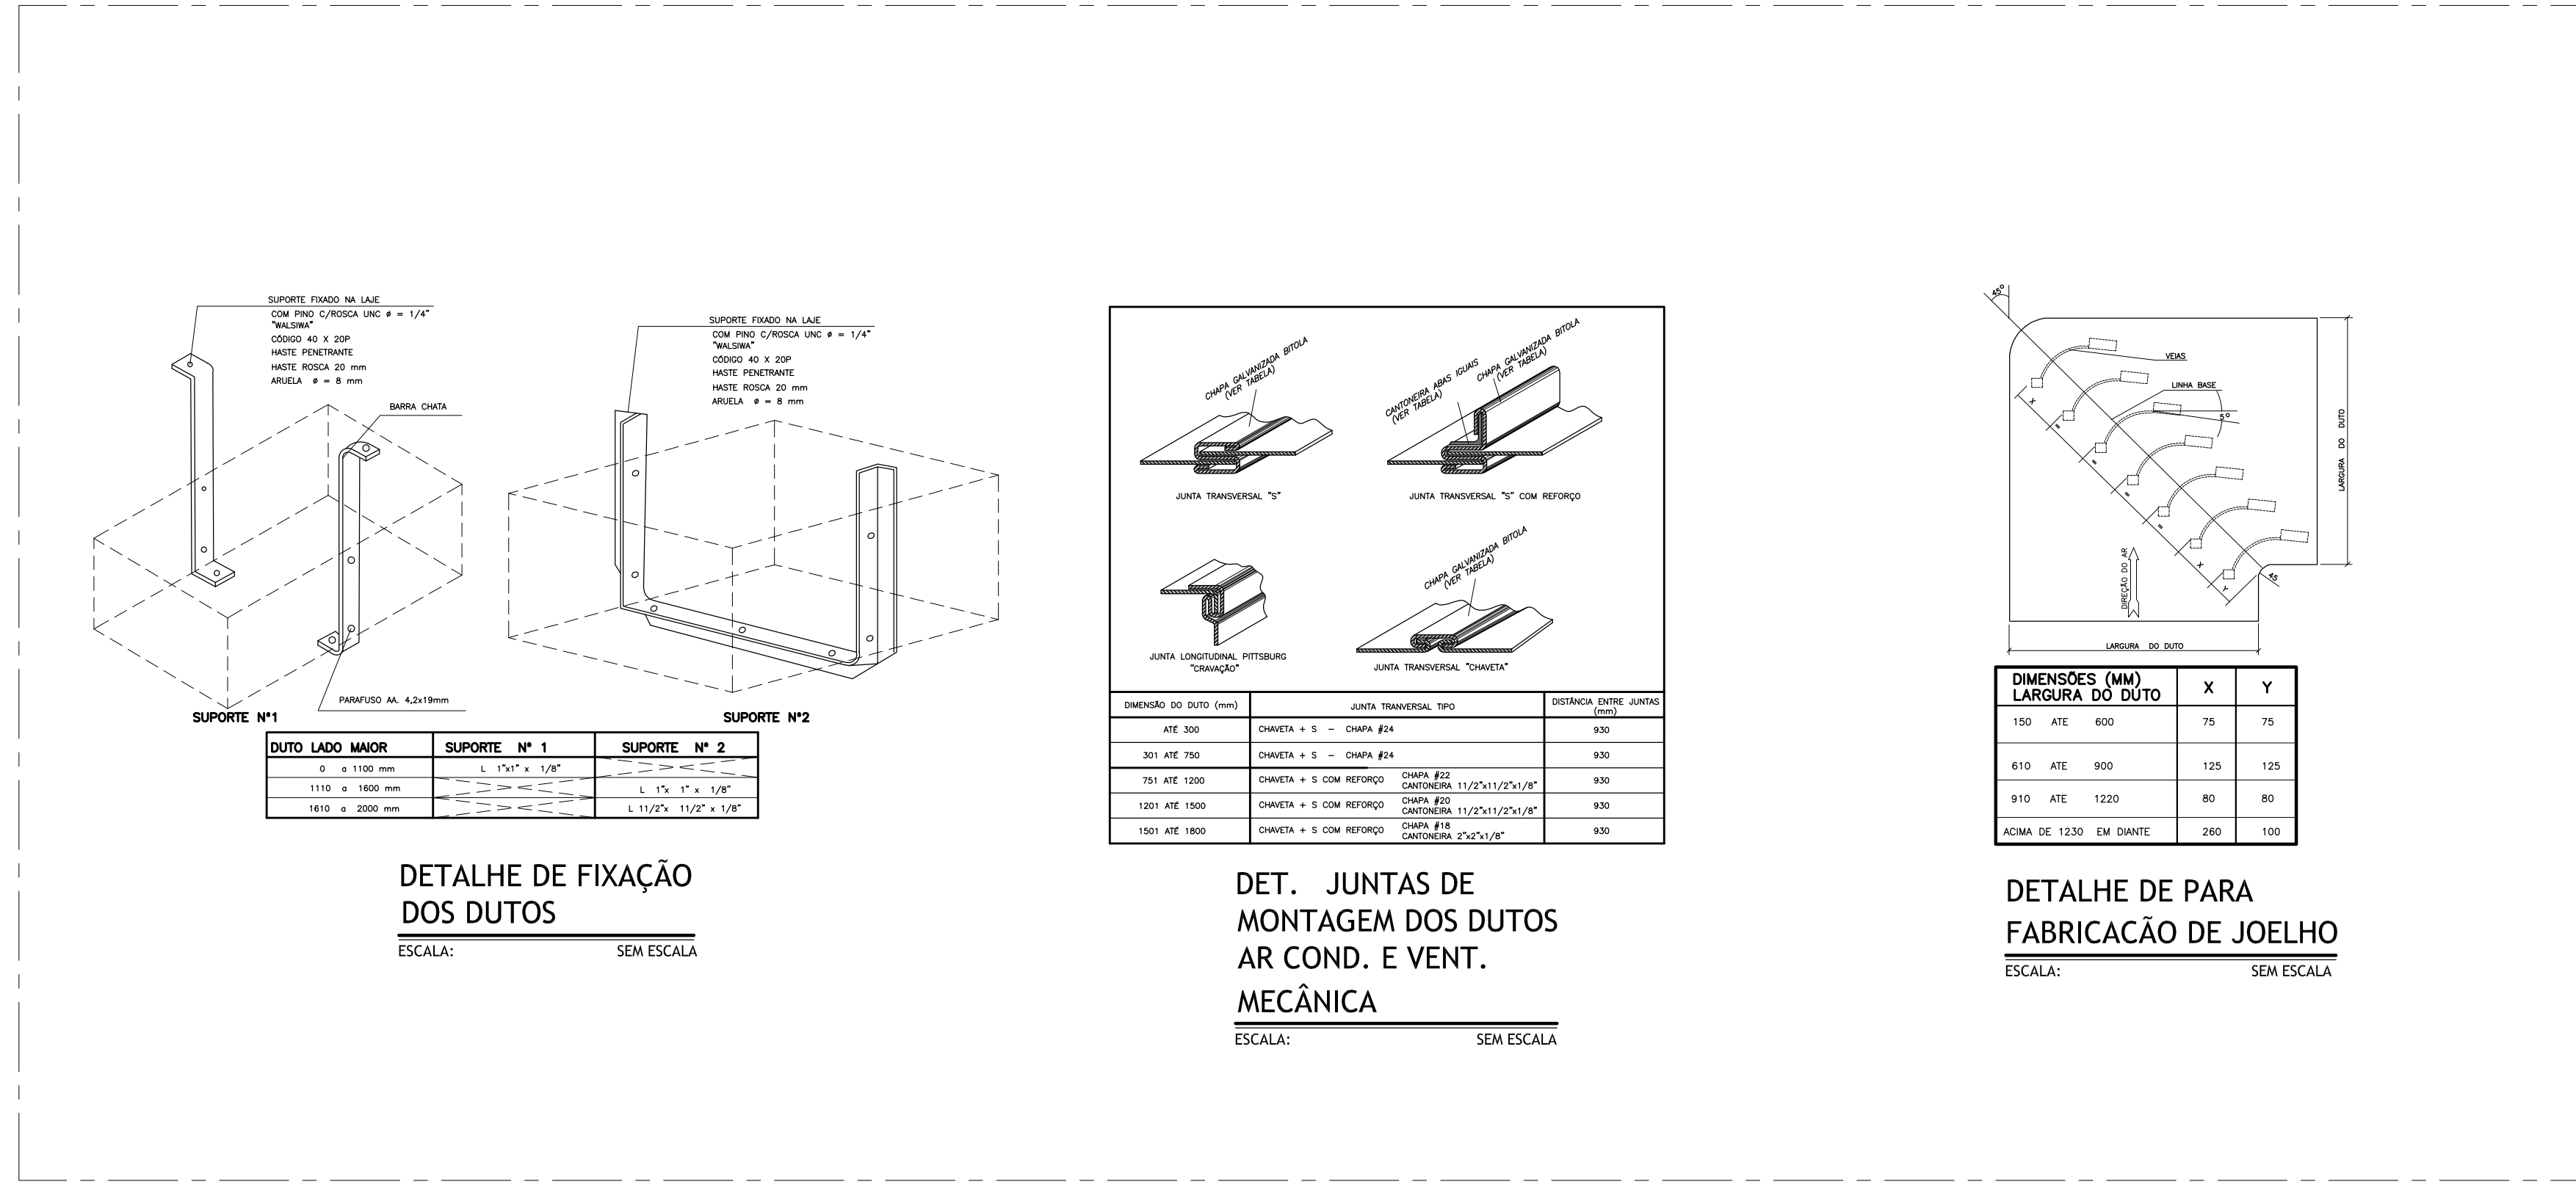 SUPORTE FIXADO NA LAJE
COM PINO C/ROSCA UNC ø = 1/4"
"WALSIWA"
CÓDIGO 40 X 20P
HASTE PENETRANTE
HASTE ROSCA 20 mm
ARUELA ø = 8 mm
BARRA CHATA
PARAFUSO AA. 4,2x19mm
SUPORTE N°1
SUPORTE FIXADO NA LAJE
COM PINO C/ROSCA UNC ø = 1/4"
"WALSIWA"
CÓDIGO 40 X 20P
HASTE PENETRANTE
HASTE ROSCA 20 mm
ARUELA ø = 8 mm
SUPORTE N°2
DUTO LADO MAIOR SUPORTE N° 1 SUPORTE N° 2
0 a 1100 mm L 1"x1" x 1/8"
1110 a 1600 mm L 1"x 1" x 1/8"
1610 a 2000 mm L 11/2"x 11/2" x 1/8"
DETALHE DE FIXAÇÃO
DOS DUTOS
ESCALA: SEM ESCALA
CHAPA GALVANIZADA BITOLA
(VER TABELA)
JUNTA TRANSVERSAL "S"
CANTONEIRA ABAS IGUAIS
(VER TABELA)
CHAPA GALVANIZADA BITOLA
(VER TABELA)
JUNTA TRANSVERSAL "S" COM REFORÇO
JUNTA LONGITUDINAL PITTSBURG
"CRAVAÇÃO"
CHAPA GALVANIZADA BITOLA
(VER TABELA)
JUNTA TRANSVERSAL "CHAVETA"
DIMENSÃO DO DUTO (mm) JUNTA TRANVERSAL TIPO DISTÂNCIA ENTRE JUNTAS (mm)
ATÉ 300 CHAVETA + S – CHAPA #24 930
301 ATÉ 750 CHAVETA + S – CHAPA #24 930
751 ATÉ 1200 CHAVETA + S COM REFORÇO CHAPA #22 CANTONEIRA 11/2"x11/2"x1/8" 930
1201 ATÉ 1500 CHAVETA + S COM REFORÇO CHAPA #20 CANTONEIRA 11/2"x11/2"x1/8" 930
1501 ATÉ 1800 CHAVETA + S COM REFORÇO CHAPA #18 CANTONEIRA 2"x2"x1/8" 930
DET. JUNTAS DE
MONTAGEM DOS DUTOS
AR COND. E VENT.
MECÂNICA
ESCALA: SEM ESCALA
45°
VEIAS
LINHA BASE
5°
X
=
=
=
=
X
Y
45
DIREÇÃO DO AR
LARGURA DO DUTO
LARGURA DO DUTO
DIMENSÕES (MM)
LARGURA DO DUTO X Y
150 ATE 600 75 75
610 ATE 900 125 125
910 ATE 1220 80 80
ACIMA DE 1230 EM DIANTE 260 100
DETALHE DE PARA
FABRICACÃO DE JOELHO
ESCALA: SEM ESCALA